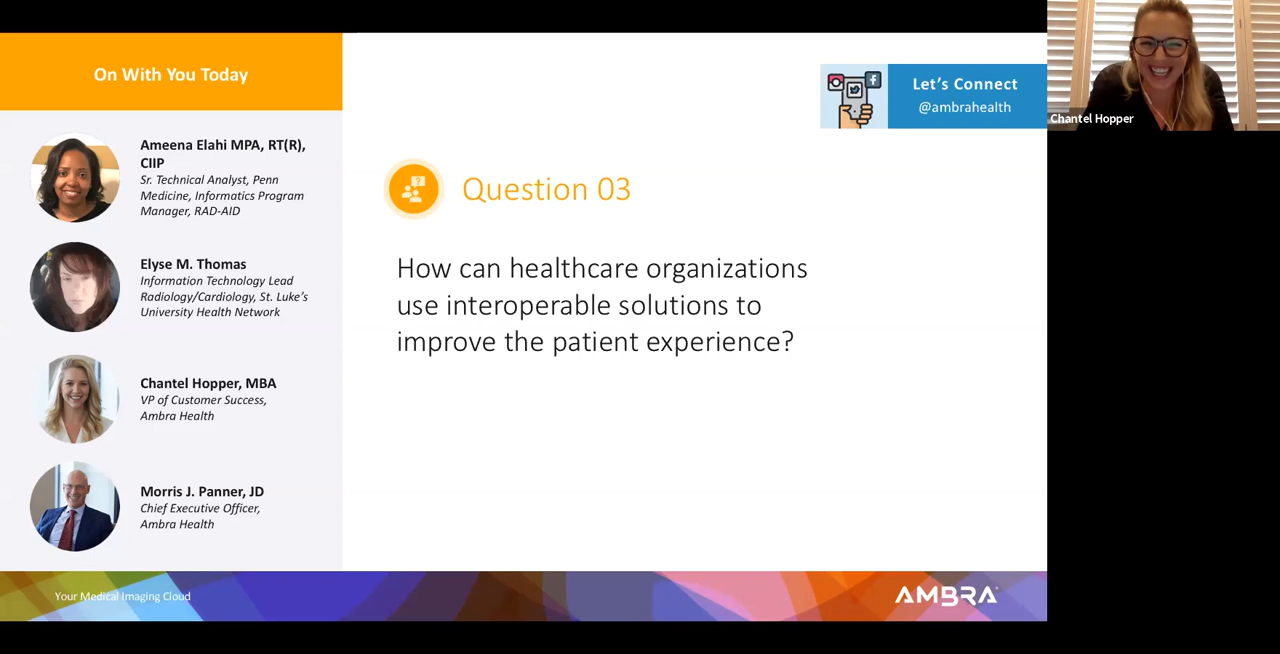 On With You Today
Ameena Elahi MPA, RT(R),
CIIP
Sr. Technical Analyst, Penn
Medicine, Informatics Program
Manager, RAD-AID
Elyse M. Thomas
Information Technology Lead
Radiology/Cardiology, St. Luke's
University Health Network
Chantel Hopper, MBA
VP of Customer Success,
Ambra Health
Morris J. Panner, JD
Chief Executive Officer,
Ambra Health
Let's Connect
@ambrahealth
Question 03
How can healthcare organizations
use interoperable solutions to
improve the patient experience?
Your Medical Imaging Cloud
AMBRA
Chantel Hopper